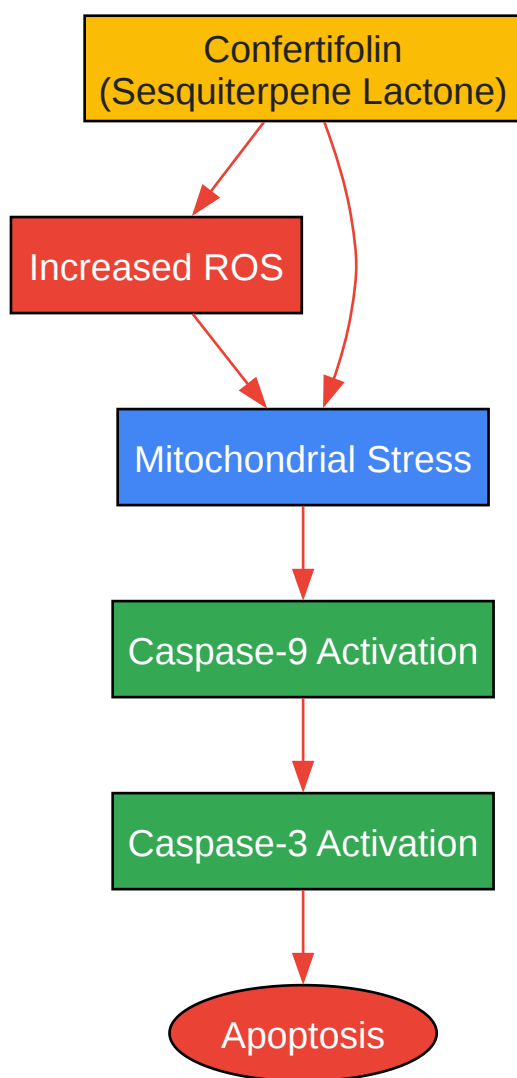 Confertifolin
(Sesquiterpene Lactone)
Increased ROS
Mitochondrial Stress
Caspase-9 Activation
Caspase-3 Activation
Apoptosis